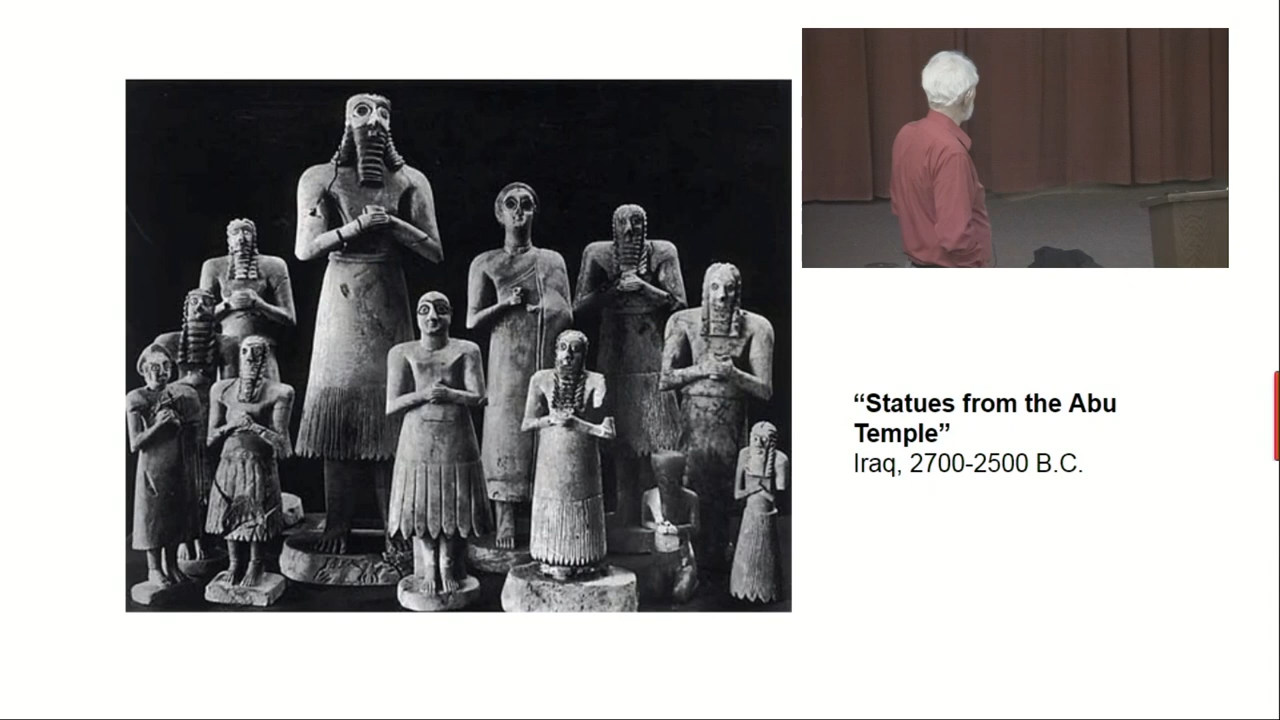 “Statues from the Abu
Temple”
Iraq, 2700-2500 B.C.